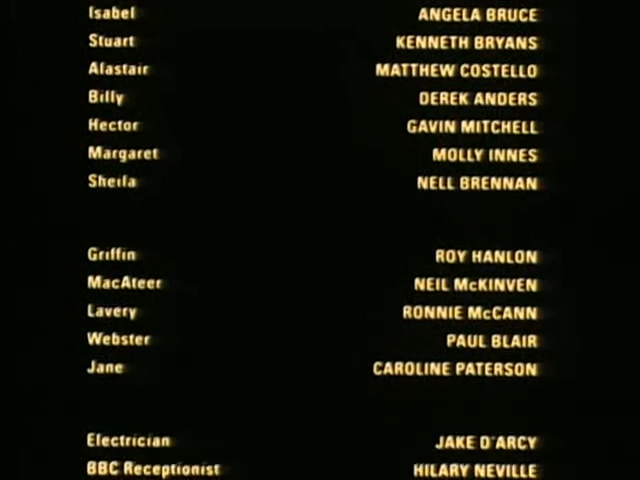 Isabel ANGELA BRUCE
Stuart KENNETH BRYANS
Alastair MATTHEW COSTELLO
Billy DEREK ANDERS
Hector GAVIN MITCHELL
Margaret MOLLY INNES
Sheila NELL BRENNAN
Griffin ROY HANLON
MacAteer NEIL McKINVEN
Lavery RONNIE McCANN
Webster PAUL BLAIR
Jane CAROLINE PATERSON
Electrician JAKE D'ARCY
BBC Receptionist HILARY NEVILLE